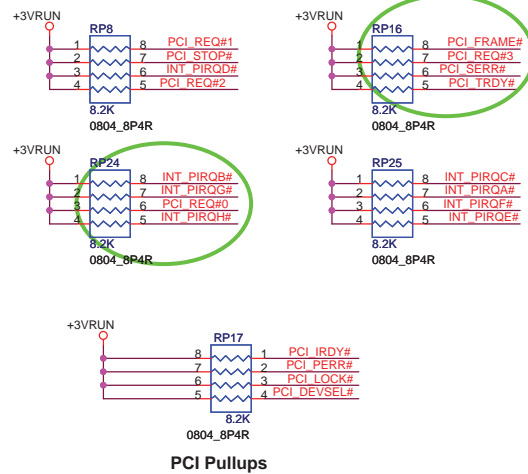 +3VRUN
RP8
1 8 PCI_REQ#1
2 7 PCI_STOP#
3 6 INT_PIRQD#
4 5 PCI_REQ#2
8.2K
0804_8P4R
+3VRUN
RP16
1 8 PCI_FRAME#
2 7 PCI_REQ#3
3 6 PCI_SERR#
4 5 PCI_TRDY#
8.2K
0804_8P4R
+3VRUN
RP24
1 8 INT_PIRQB#
2 7 INT_PIRQG#
3 6 PCI_REQ#0
4 5 INT_PIRQH#
8.2K
0804_8P4R
+3VRUN
RP25
1 8 INT_PIRQC#
2 7 INT_PIRQA#
3 6 INT_PIRQF#
4 5 INT_PIRQE#
8.2K
0804_8P4R
+3VRUN
RP17
8 1 PCI_IRDY#
7 2 PCI_PERR#
6 3 PCI_LOCK#
5 4 PCI_DEVSEL#
8.2K
0804_8P4R
PCI Pullups